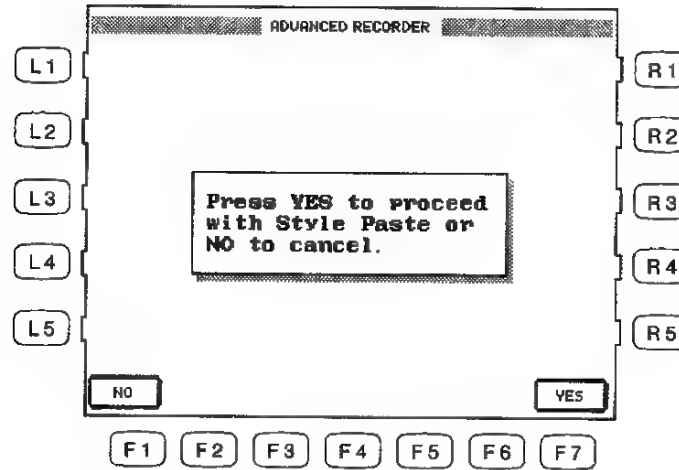 ADVANCED RECORDER
L1
R1
L2
R2
L3
R3
L4
R4
L5
R5
Press YES to proceed
with Style Paste or
NO to cancel.
NO
YES
F1 F2 F3 F4 F5 F6 F7